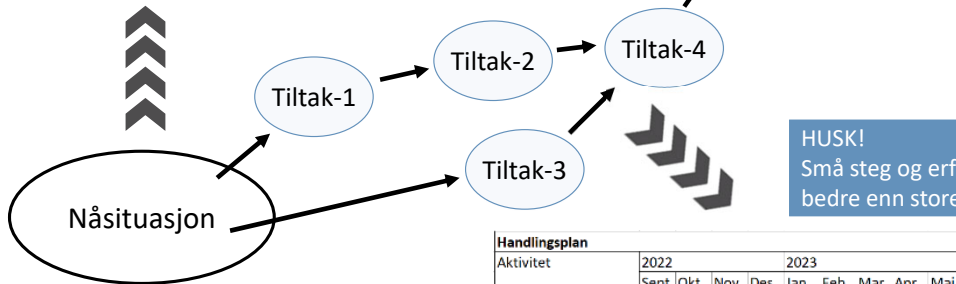 Tiltak-4
Tiltak-2
Tiltak-1
Tiltak-3
Nåsituasjon
HUSK!
Små steg og
bedre enn store
Handlingsplan
Aktivitet 2022 2023
Sept Okt Nov Des Jan Feb Mar Apr Mai